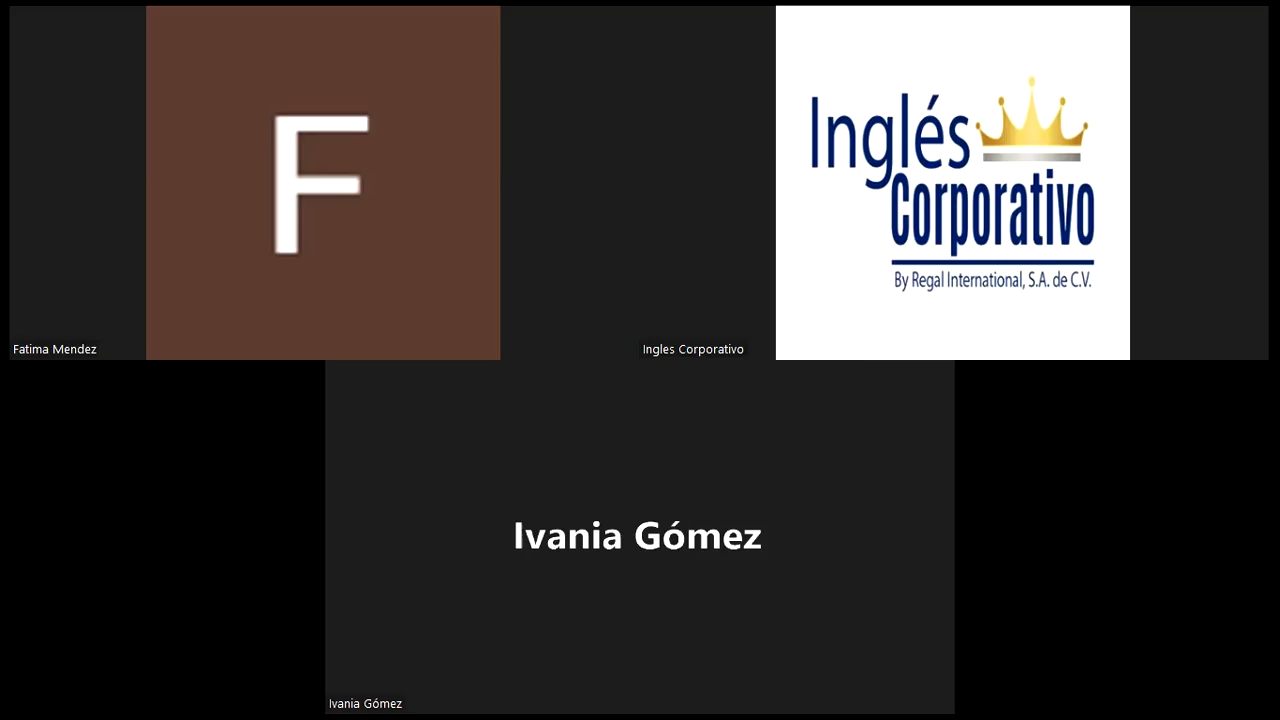 F
Fatima Mendez
Inglés
Corporativo
By Regal International, S.A. de C.V.
Ingles Corporativo
Ivania Gómez
Ivania Gómez